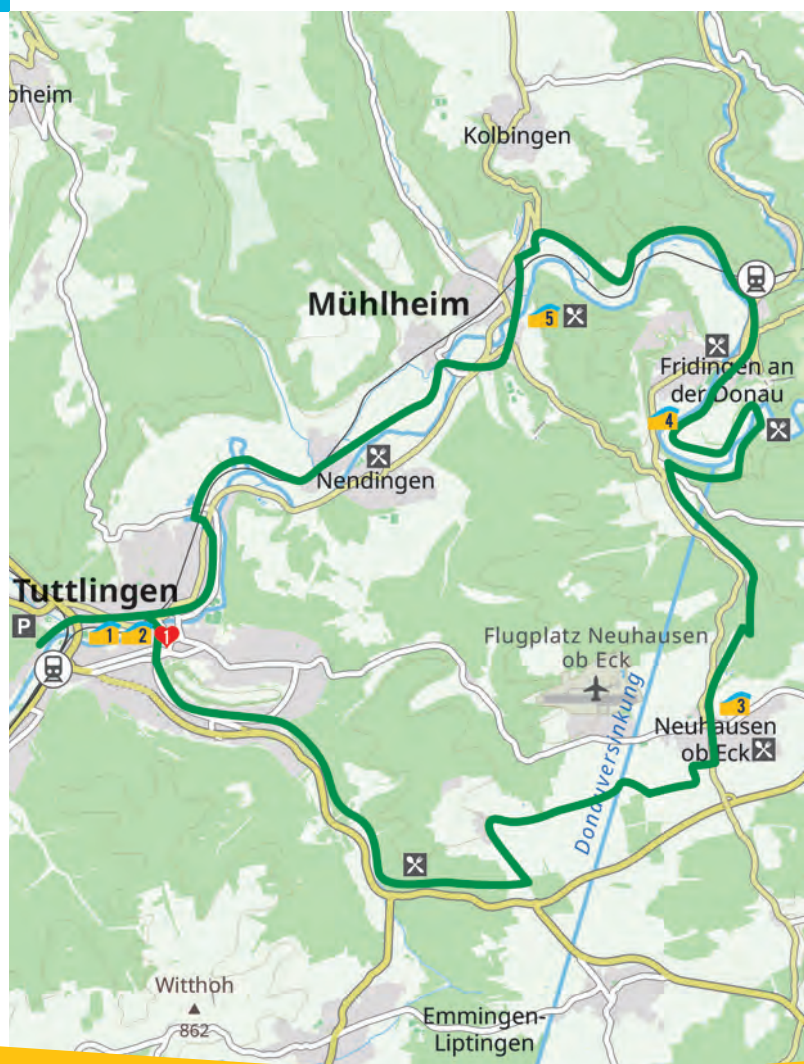 oheim
Kolbingen
Mühlheim
5
Fridingen an
der Donau
4
Nendingen
Tuttlingen
P
1
2
1
Flugplatz Neuhausen
ob Eck
Donauversinkung
3
Neuhausen
ob Eck
Witthoh
862
Emmingen-
Liptingen